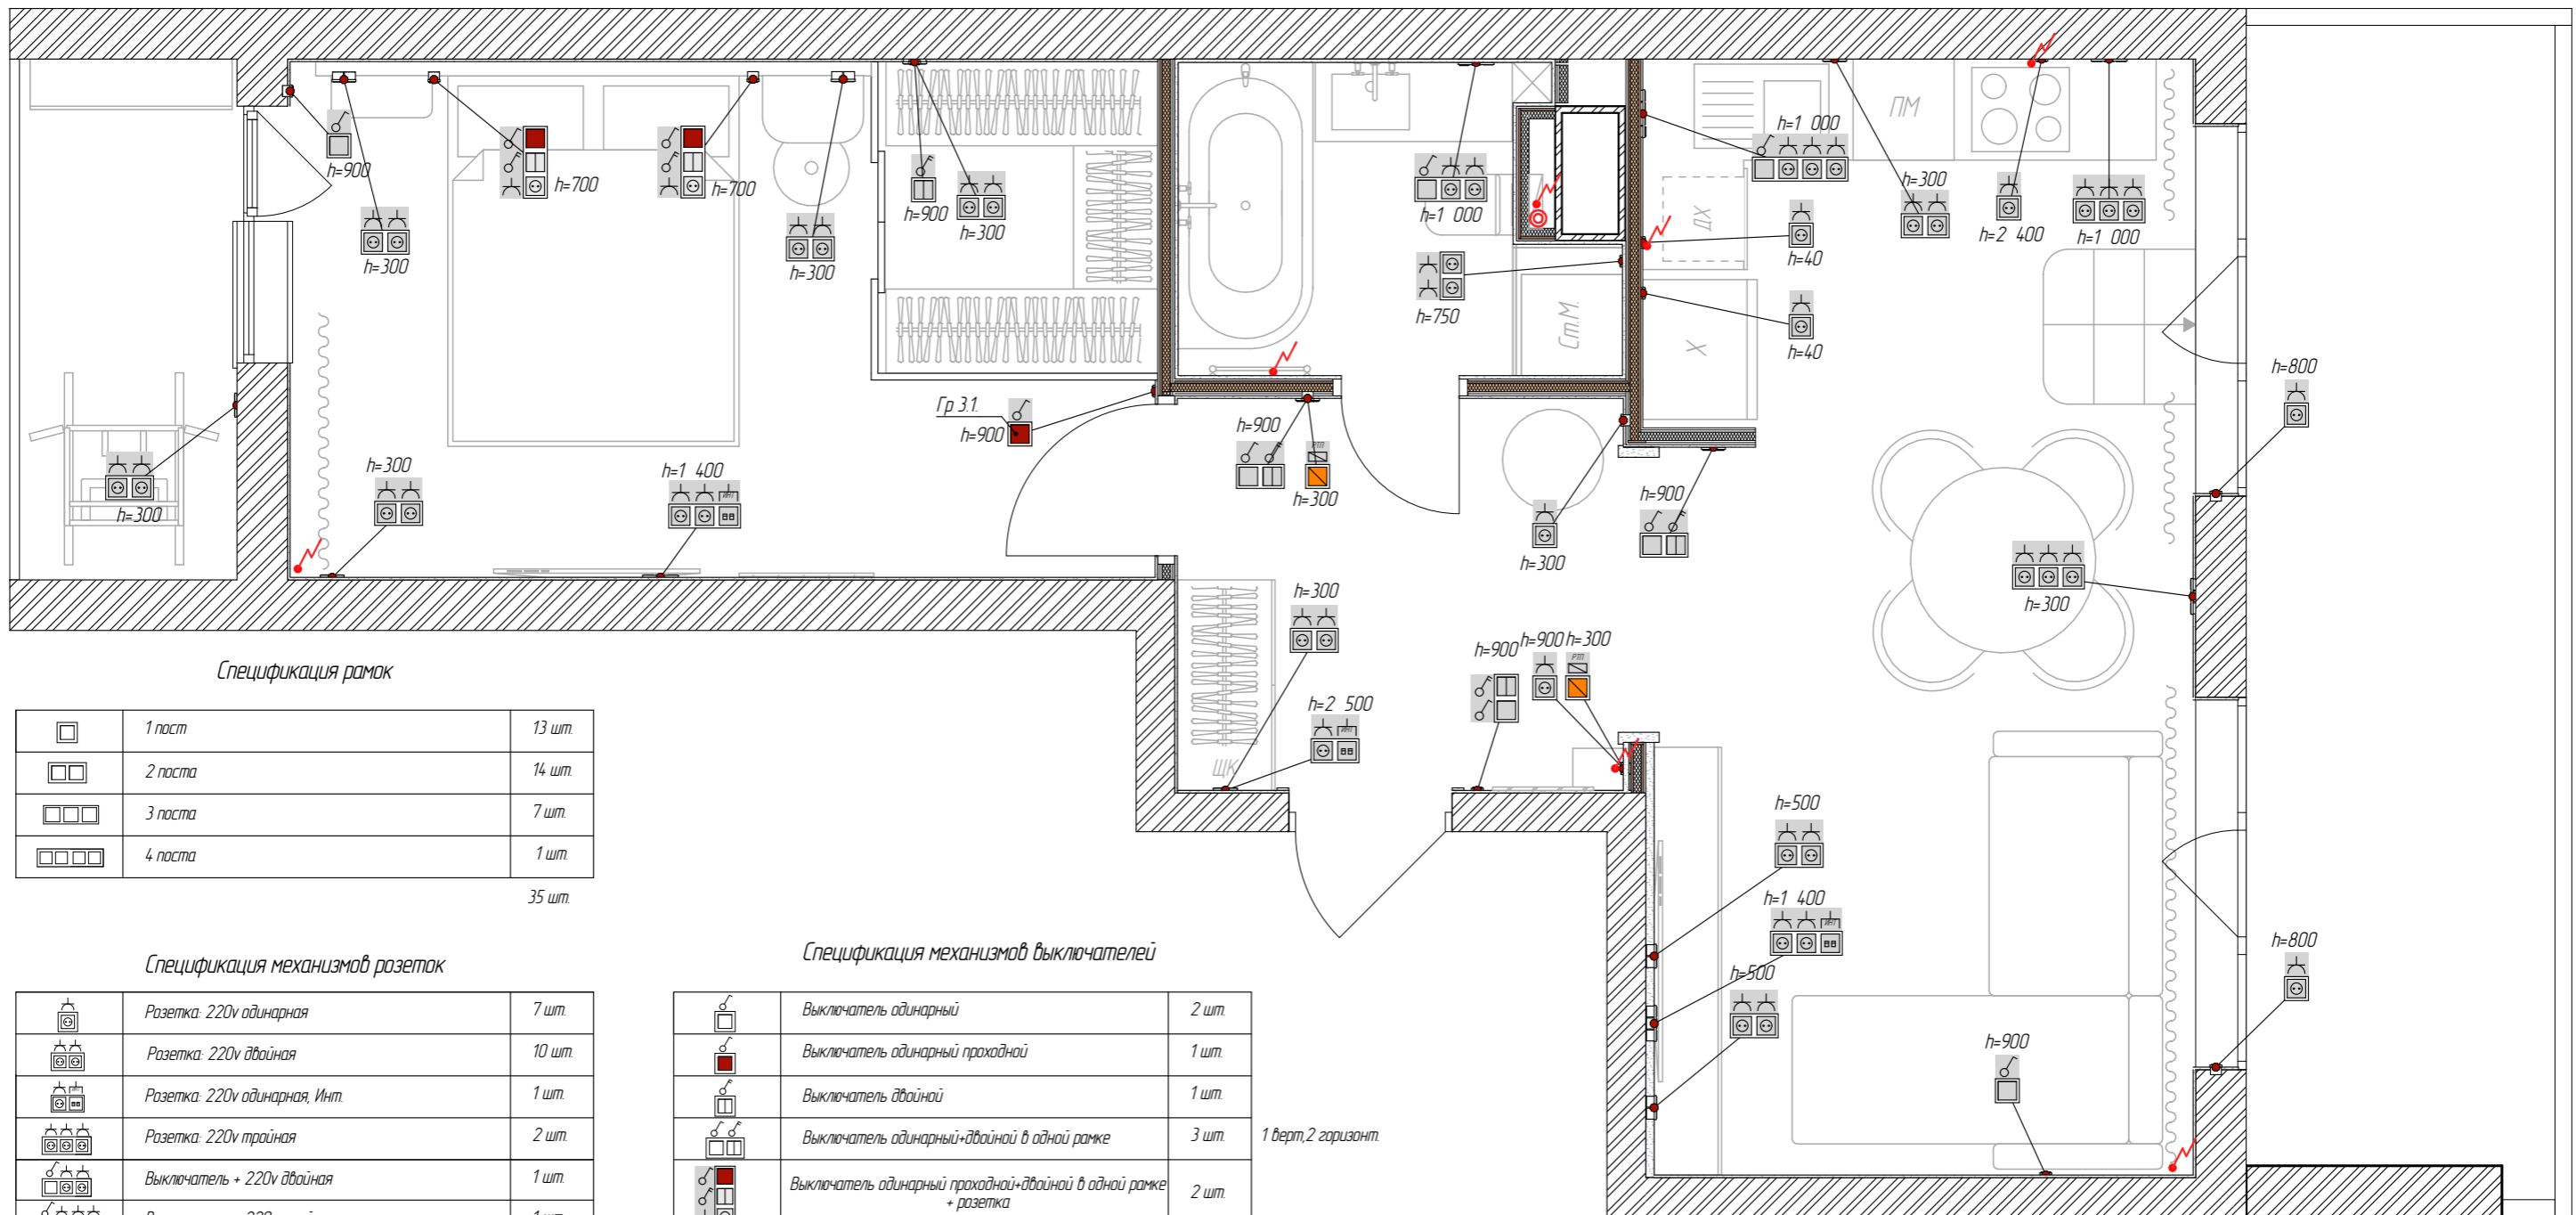 ПМ
h=1 000
h=900
h=700
h=700
h=900
h=300
h=1 000
h=300
h=2 400
h=1 000
ДХ
h=40
h=300
h=300
h=750
Ст.М.
Х
h=40
h=800
Гр 3.1.
h=900
h=900
РТП
h=300
h=300
h=1 400
ИНТ
h=300
h=900
h=300
h=300
h=300
h=900
h=900
h=300
РТП
h=2 500
ИНТ
ЩК
h=500
h=1 400
ИНТ
h=500
h=800
h=900
Спецификация рамок
1 пост 13 шт.
2 поста 14 шт.
3 поста 7 шт.
4 поста 1 шт.
35 шт.
Спецификация механизмов розеток
Розетка: 220v одинарная 7 шт.
Розетка: 220v двойная 10 шт.
Розетка: 220v одинарная, Инт. 1 шт.
Розетка: 220v тройная 2 шт.
Выключатель + 220v двойная 1 шт.
Спецификация механизмов выключателей
Выключатель одинарный 2 шт.
Выключатель одинарный проходной 1 шт.
Выключатель двойной 1 шт.
Выключатель одинарный+двойной в одной рамке 3 шт. 1 верт,2 горизонт.
Выключатель одинарный проходной+двойной в одной рамке
+ розетка 2 шт.